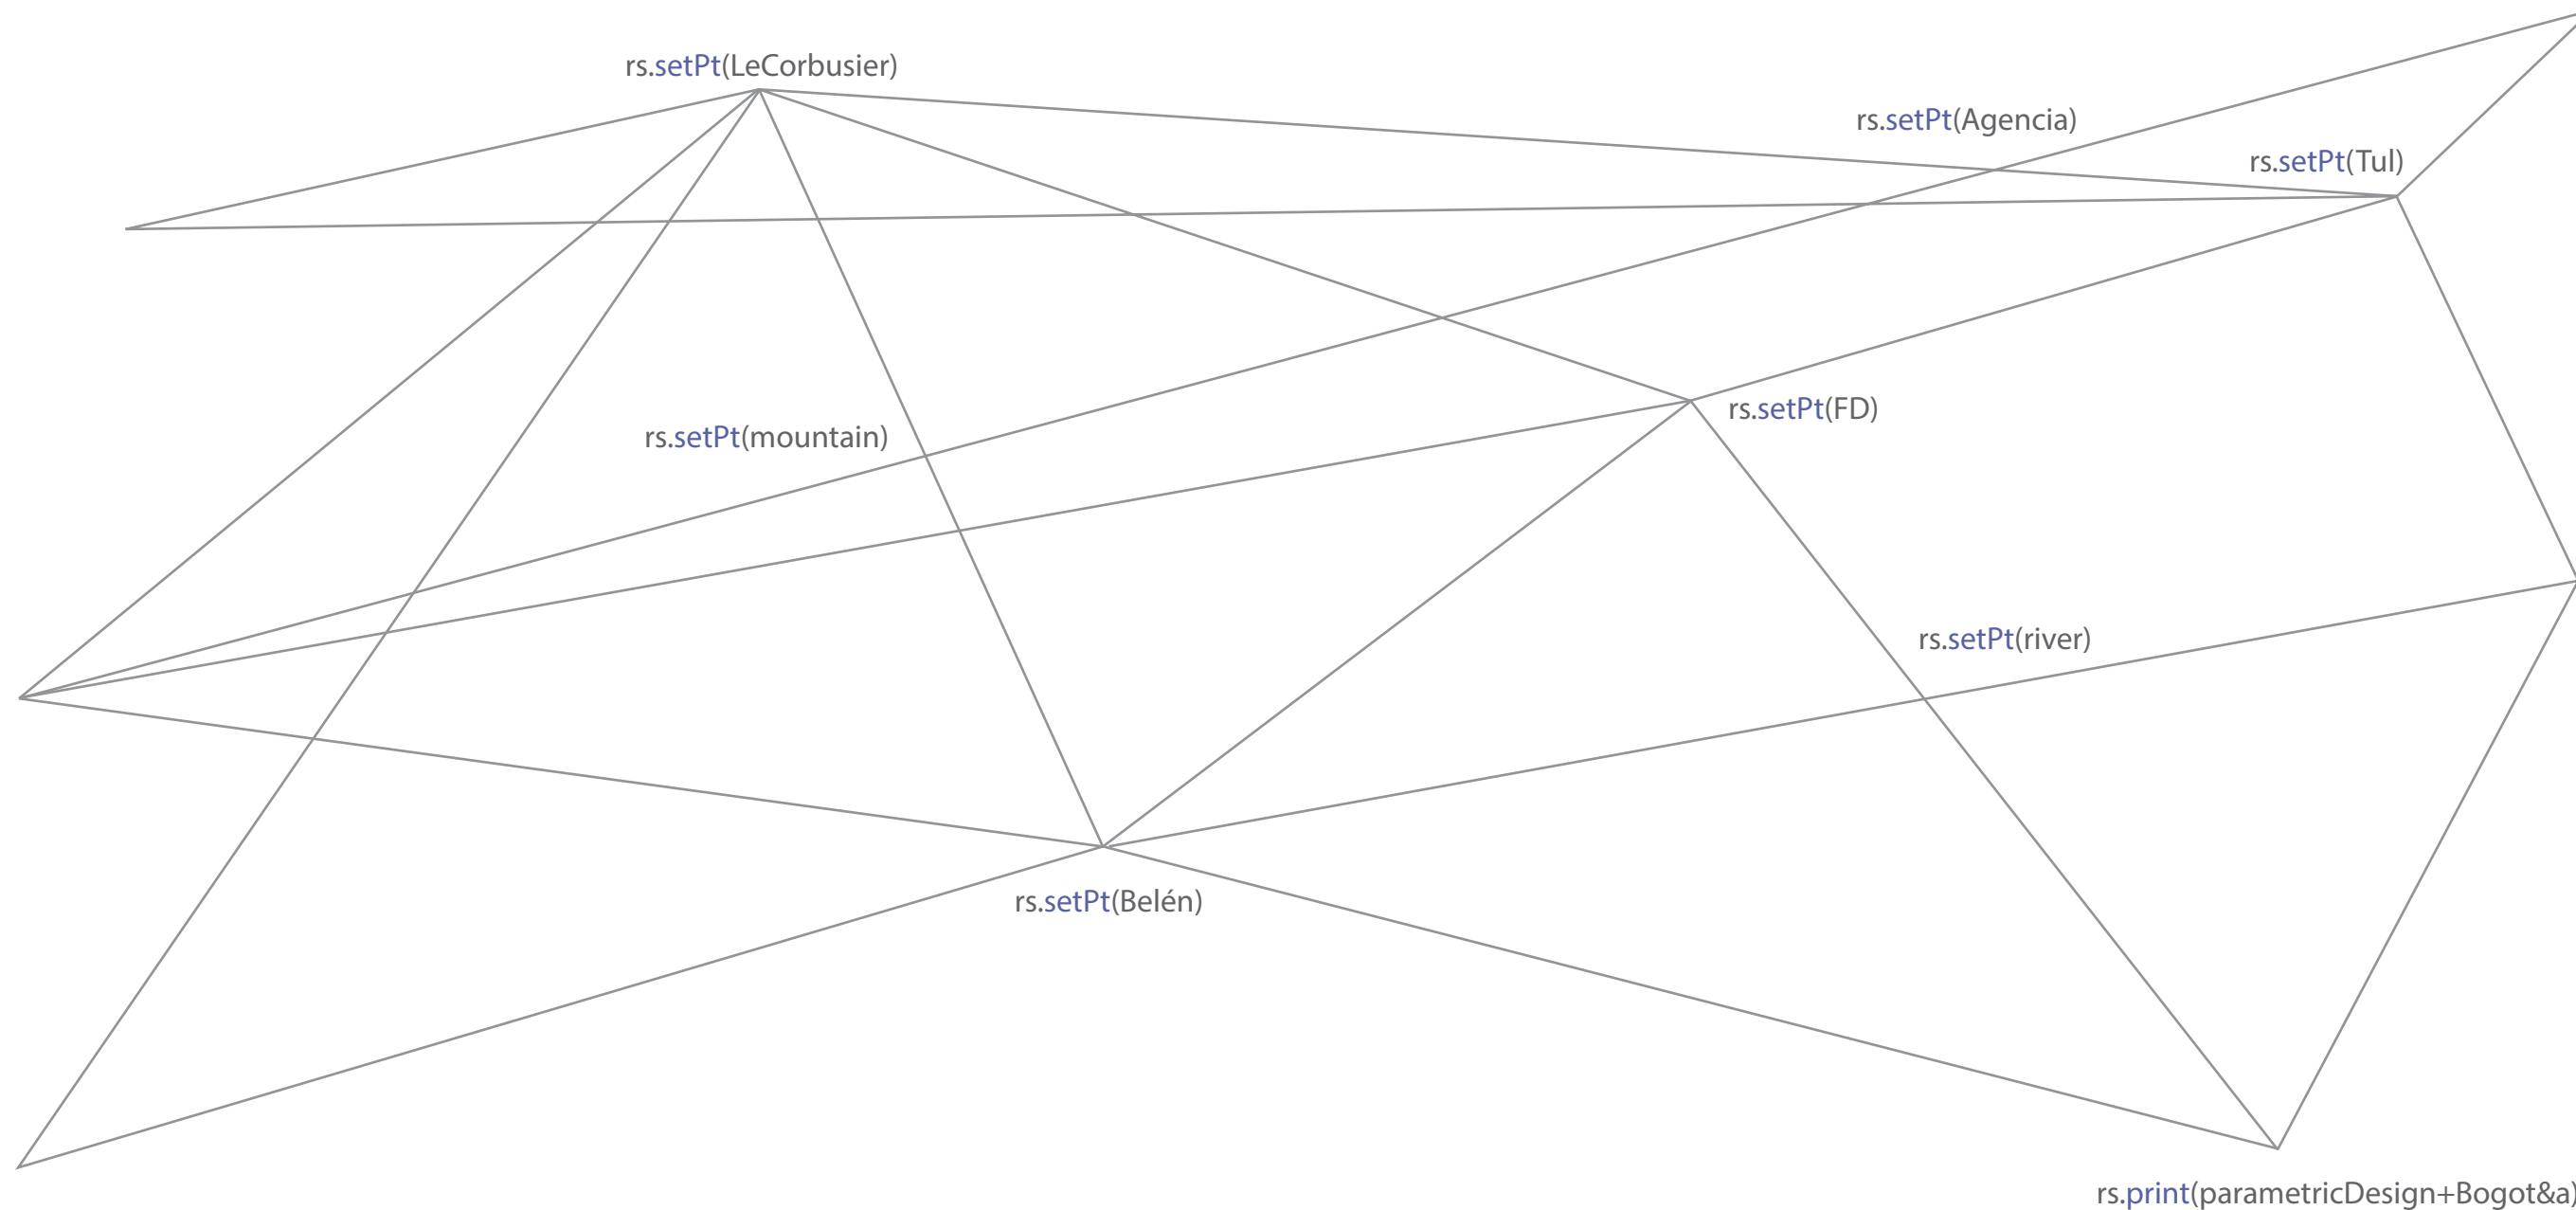 rs.setPt(LeCorbusier)
rs.setPt(Agencia)
rs.setPt(Tul)
rs.setPt(FD)
rs.setPt(mountain)
rs.setPt(river)
rs.setPt(Belén)
rs.print(parametricDesign+Bogot&a)